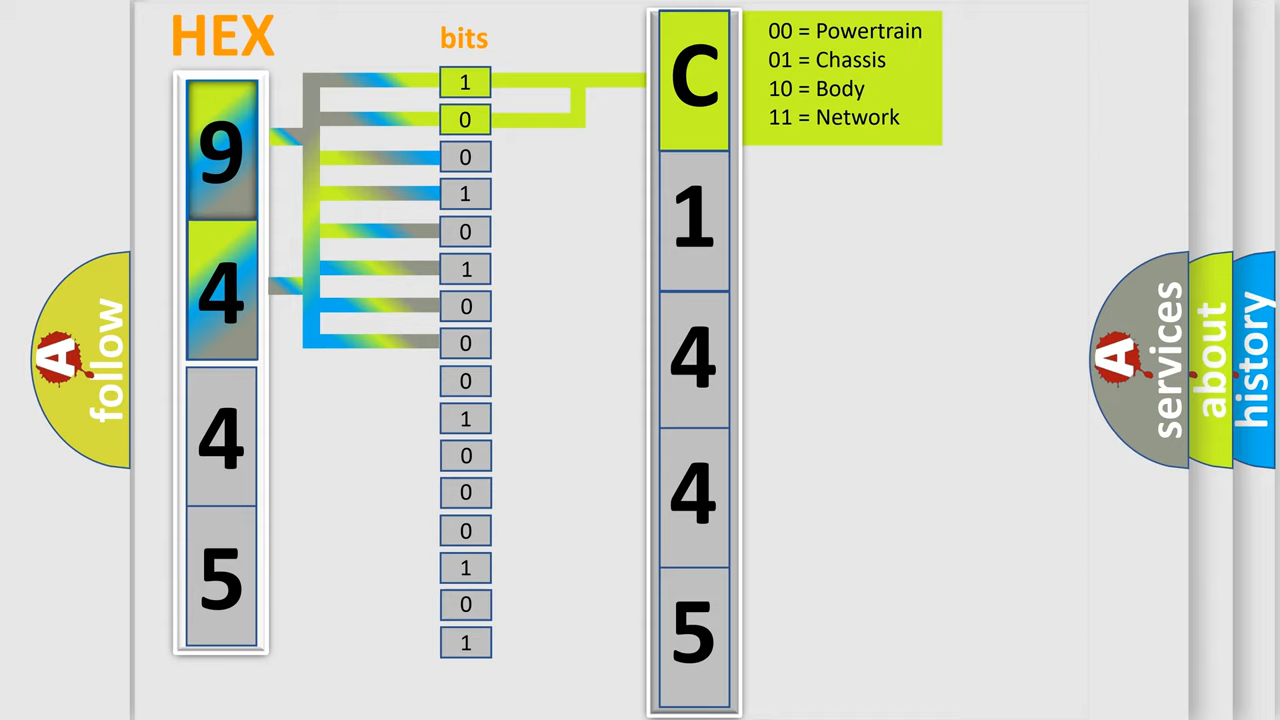 HEX
bits
9
4
4
5
1
0
0
1
0
1
0
0
0
1
0
0
0
1
0
1
C
1
4
4
5
00 = Powertrain
01 = Chassis
10 = Body
11 = Network
A
follow
A
services
about
history